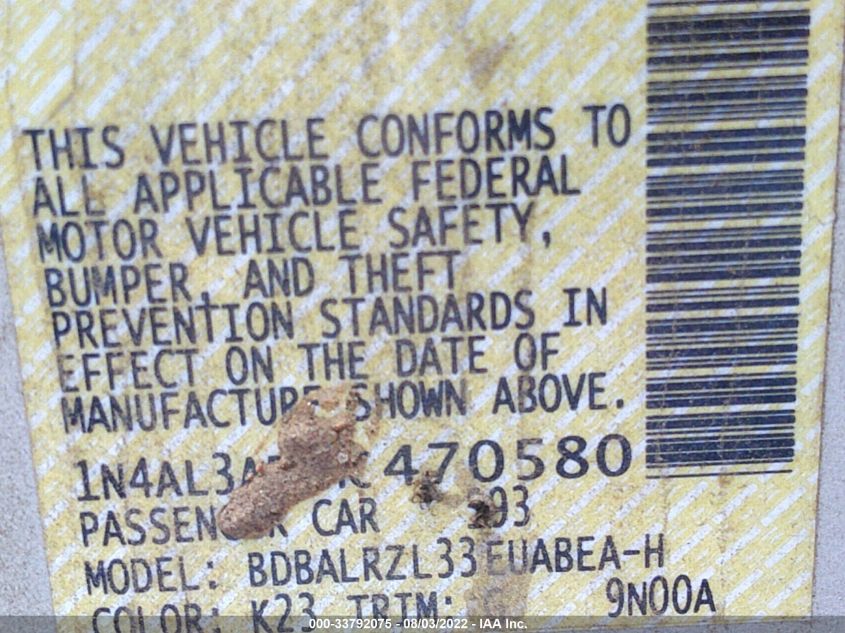 THIS VEHICLE CONFORMS TO
ALL APPLICABLE FEDERAL
MOTOR VEHICLE SAFETY,
BUMPER, AND THEFT
PREVENTION STANDARDS IN
EFFECT ON THE DATE OF
MANUFACTURE SHOWN ABOVE.
470580
PASSENGER CAR
MODEL: BDBALRZL33EUABEA-H
COLOR: K23 TRIM: G 9N00A
000-33792075 - 08/03/2022 - IAA Inc.